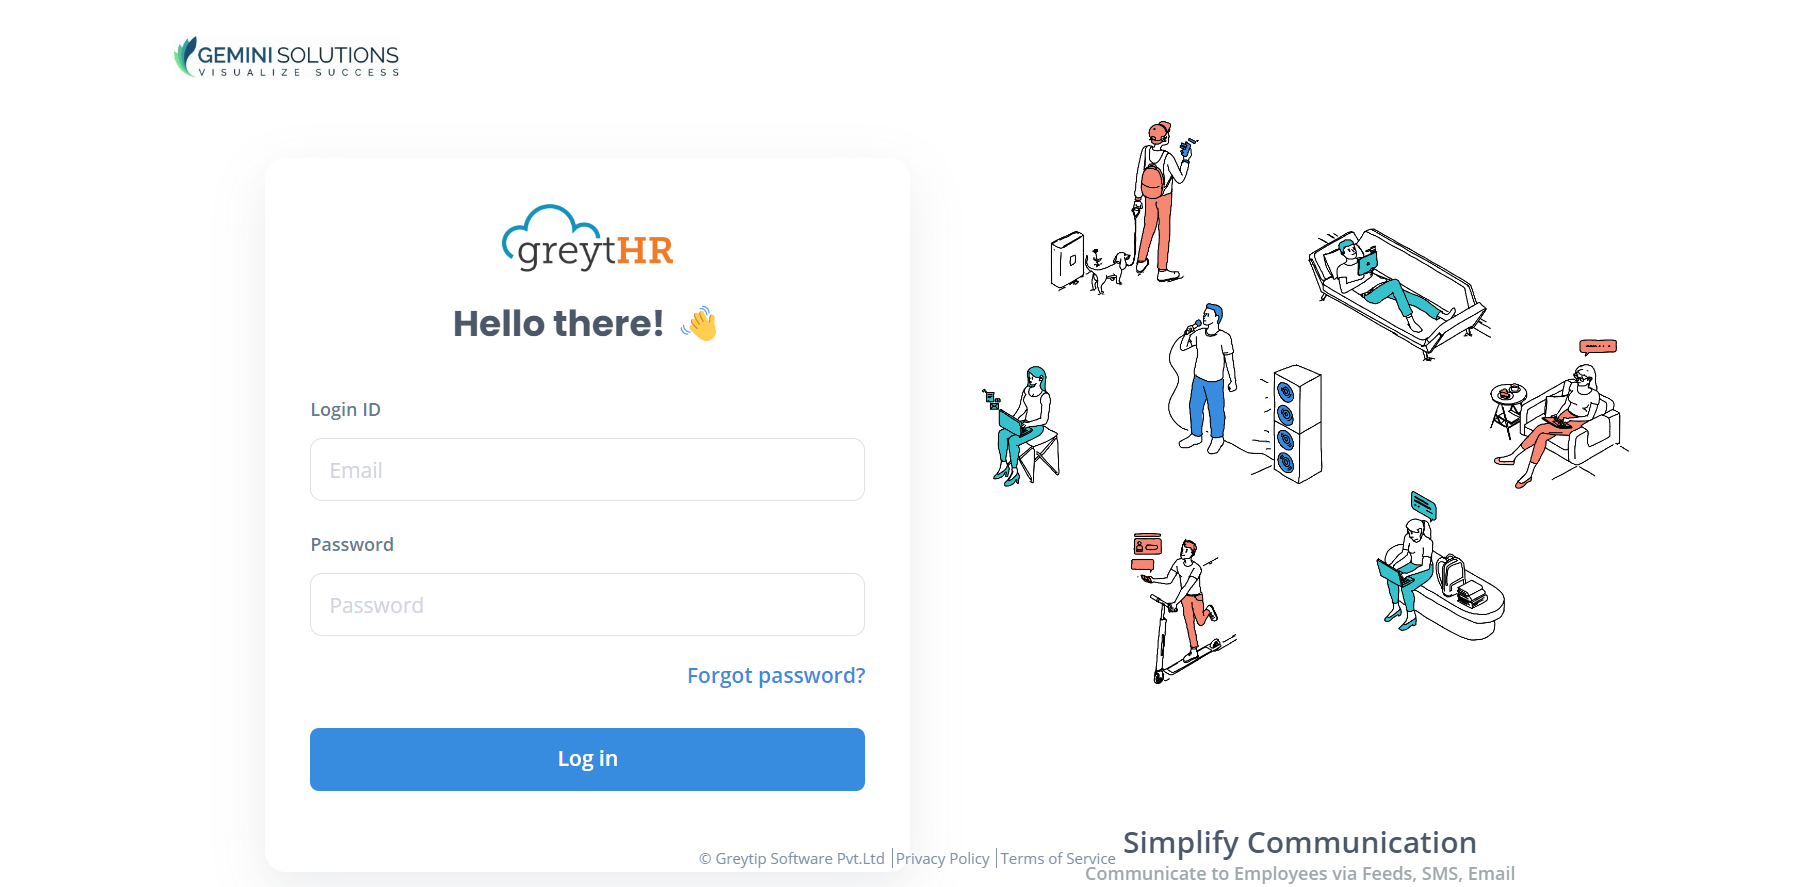 GEMINI SOLUTIONS
VISUALIZE SUCCESS
greytHR
Hello there!
Login ID
Email
Password
Password
Forgot password?
Log in
© Greytip Software Pvt.Ltd | Privacy Policy | Terms of Service
Simplify Communication
Communicate to Employees via Feeds, SMS, Email